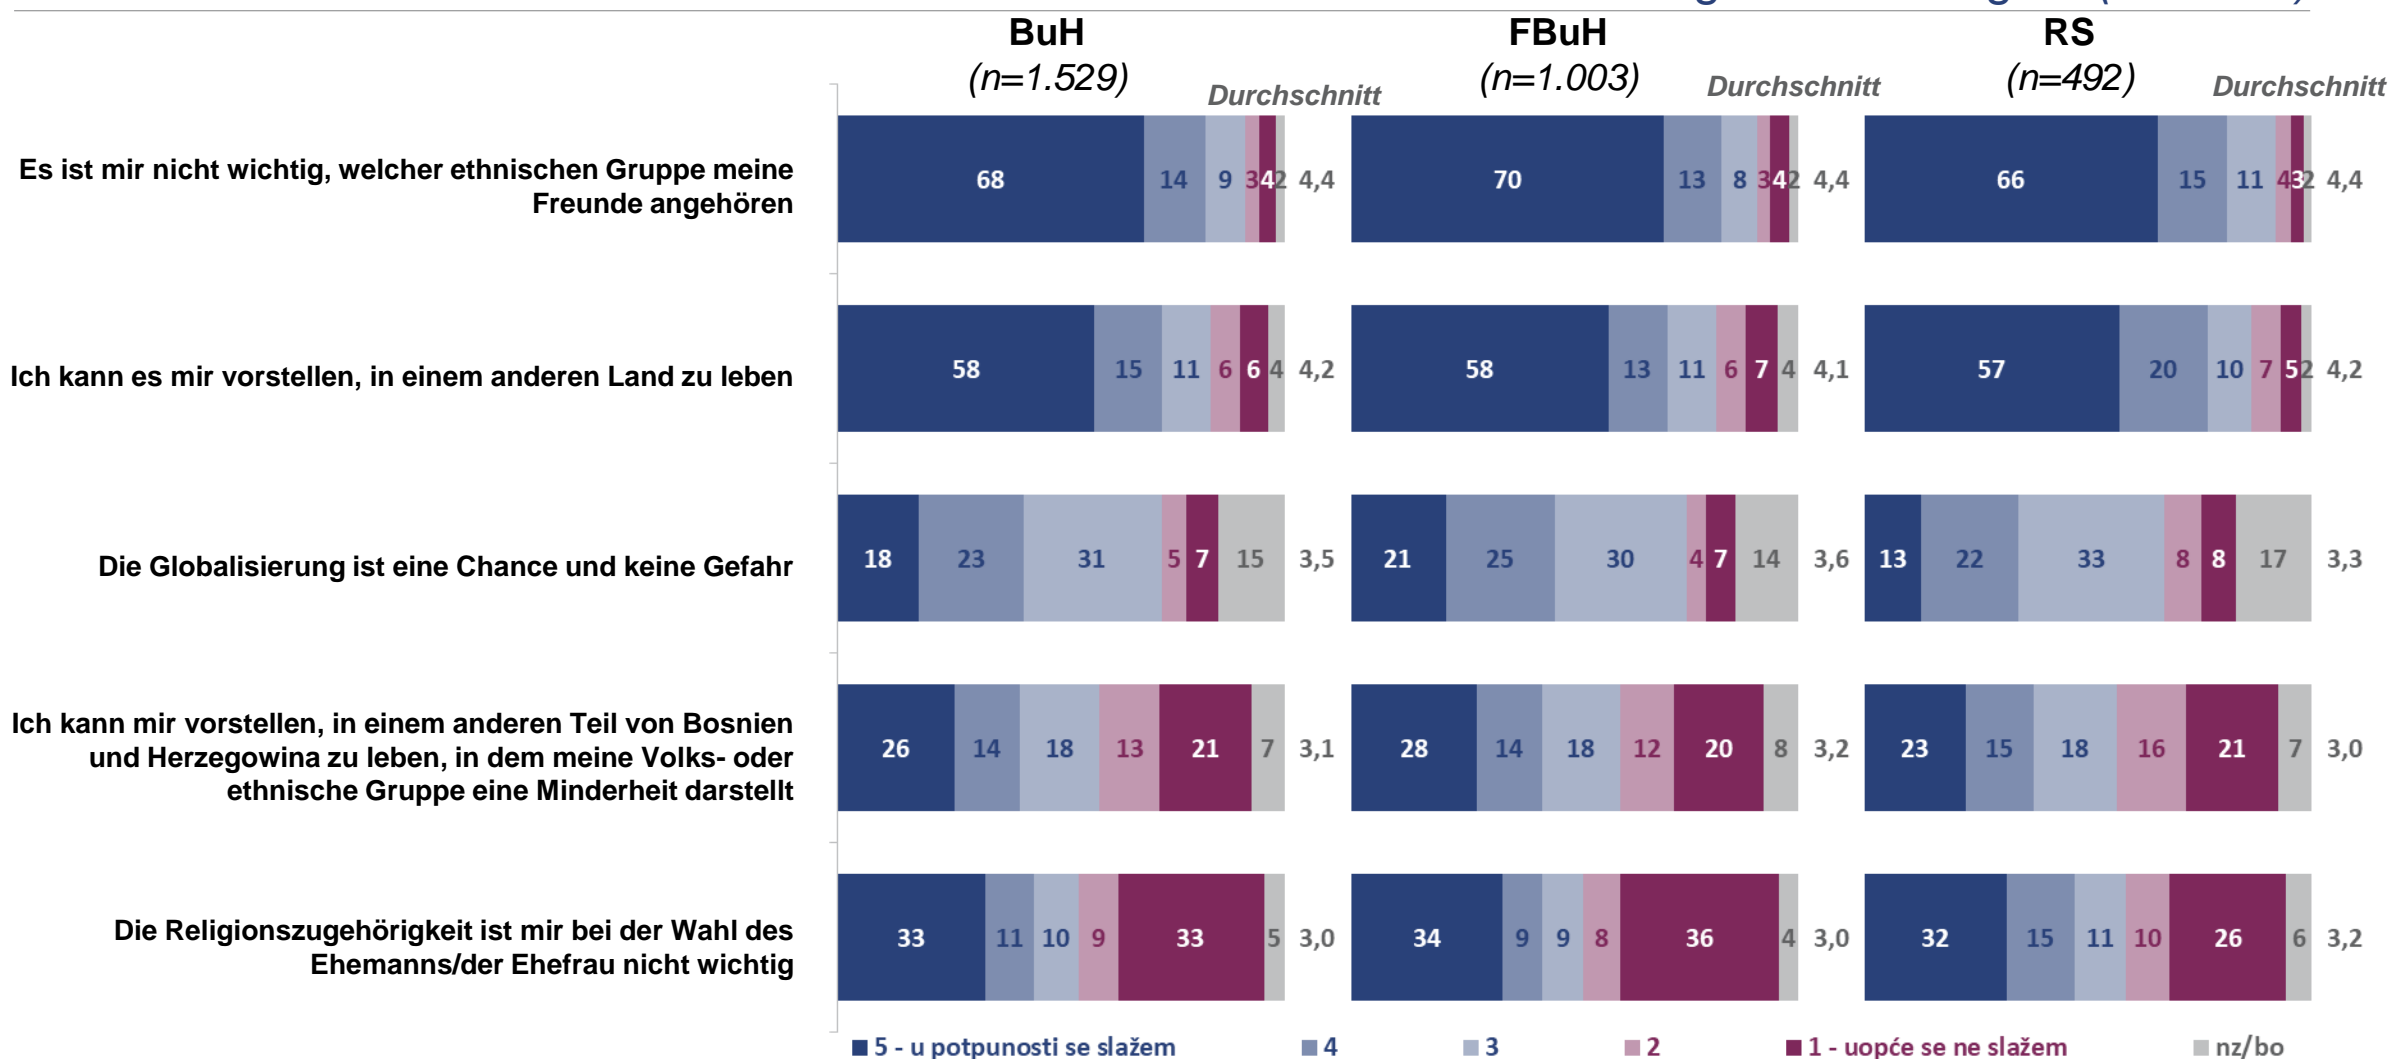 BuH
(n=1.529)
Durchschnitt
FBuH
(n=1.003)
Durchschnitt
RS
(n=492)
Durchschnitt
Es ist mir nicht wichtig, welcher ethnischen Gruppe meine
Freunde angehören
68 14 9 3 4 2 4,4
70 13 8 3 4 2 4,4
66 15 11 4 3 2 4,4
Ich kann es mir vorstellen, in einem anderen Land zu leben
58 15 11 6 6 4 4,2
58 13 11 6 7 4 4,1
57 20 10 7 5 2 4,2
Die Globalisierung ist eine Chance und keine Gefahr
18 23 31 5 7 15 3,5
21 25 30 4 7 14 3,6
13 22 33 8 8 17 3,3
Ich kann mir vorstellen, in einem anderen Teil von Bosnien
und Herzegowina zu leben, in dem meine Volks- oder
ethnische Gruppe eine Minderheit darstellt
26 14 18 13 21 7 3,1
28 14 18 12 20 8 3,2
23 15 18 16 21 7 3,0
Die Religionszugehörigkeit ist mir bei der Wahl des
Ehemanns/der Ehefrau nicht wichtig
33 11 10 9 33 5 3,0
34 9 9 8 36 4 3,0
32 15 11 10 26 6 3,2
5 - u potpunosti se slažem 4 3 2 1 - uopće se ne slažem nz/bo